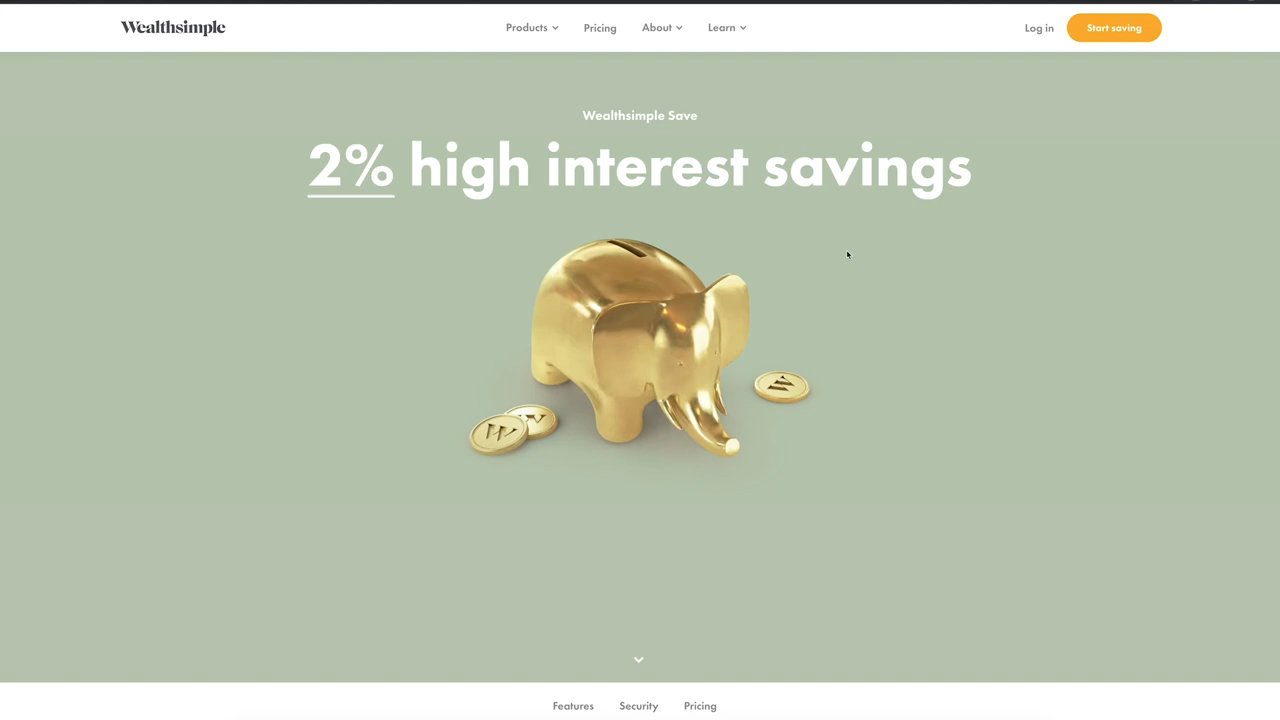 Wealthsimple
Products
Pricing
About
Learn
Log in
Start saving
Wealthsimple Save
2% high interest savings
W
W
W
Features
Security
Pricing